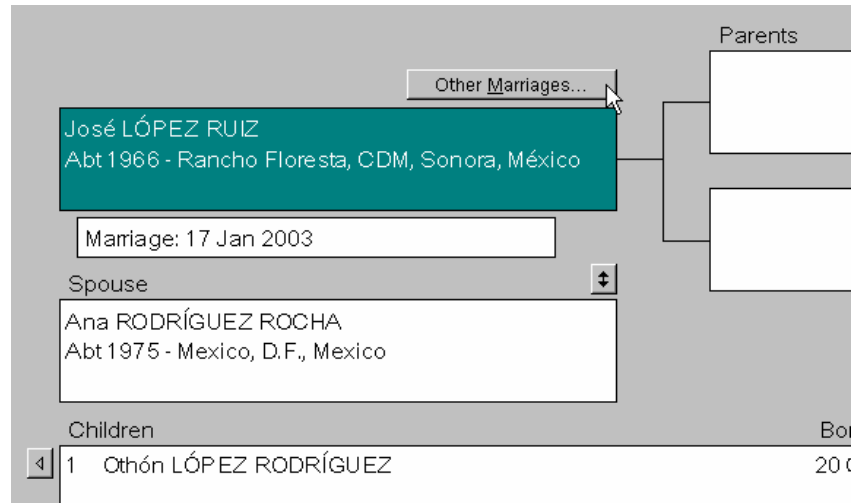 Parents
Other Marriages...
José LÓPEZ RUIZ
Abt 1966 - Rancho Floresta, CDM, Sonora, México
Marriage: 17 Jan 2003
Spouse
Ana RODRÍGUEZ ROCHA
Abt 1975 - Mexico, D.F., Mexico
Children
1 Othón LÓPEZ RODRÍGUEZ 20